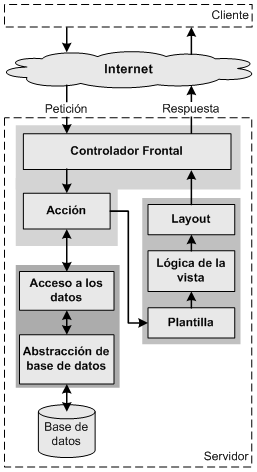 Cliente
Internet
Petición
Respuesta
Controlador Frontal
Acción
Layout
Lógica de la
vista
Acceso a los
datos
Plantilla
Abstracción de
base de datos
Base de
datos
Servidor